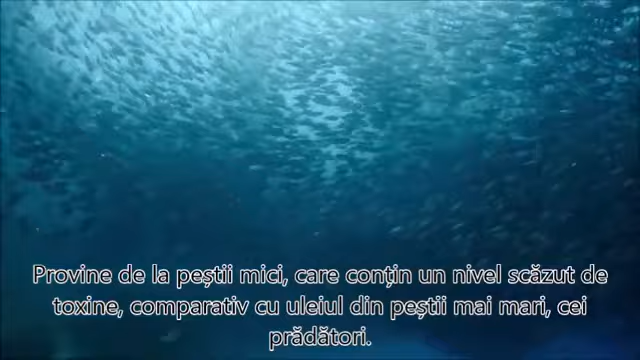 Provine de la peștii mici, care conțin un nivel scăzut de
toxine, comparativ cu uleiul din peștii mai mari, cei
prădători.